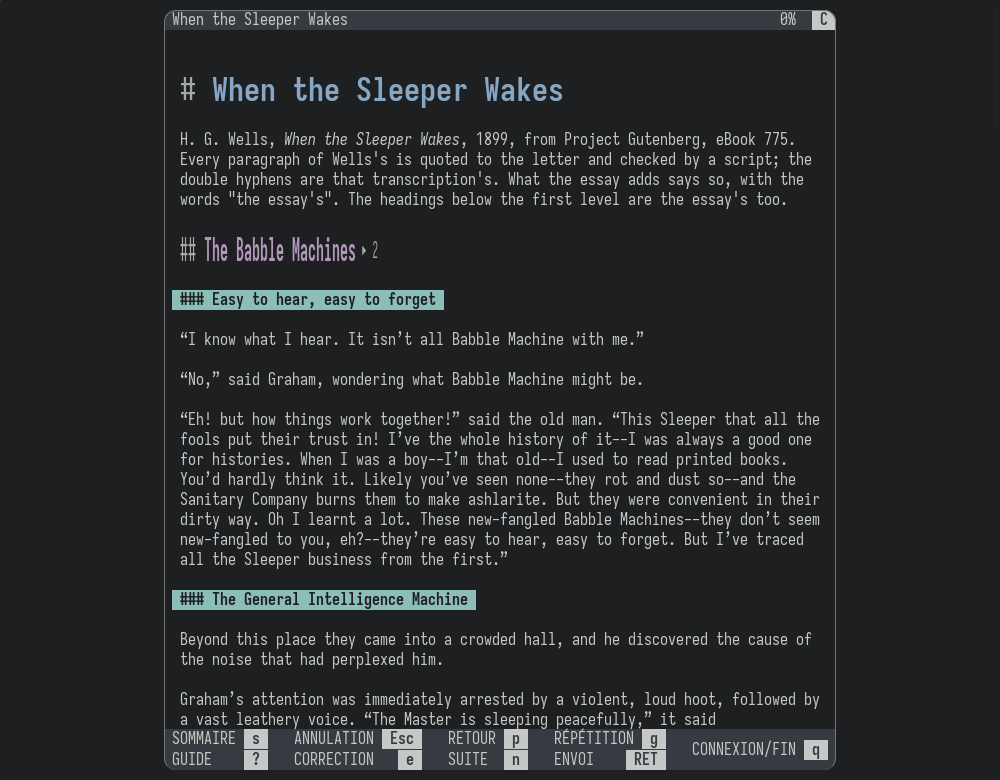 When the Sleeper Wakes 0% C
# When the Sleeper Wakes
H. G. Wells, When the Sleeper Wakes, 1899, from Project Gutenberg, eBook 775.
Every paragraph of Wells's is quoted to the letter and checked by a script; the
double hyphens are that transcription's. What the essay adds says so, with the
words "the essay's". The headings below the first level are the essay's too.
## The Babble Machines ▸ 2
### Easy to hear, easy to forget
“I know what I hear. It isn’t all Babble Machine with me.”
“No,” said Graham, wondering what Babble Machine might be.
“Eh! but how things work together!” said the old man. “This Sleeper that all the
fools put their trust in! I’ve the whole history of it--I was always a good one
for histories. When I was a boy--I’m that old--I used to read printed books.
You’d hardly think it. Likely you’ve seen none--they rot and dust so--and the
Sanitary Company burns them to make ashlarite. But they were convenient in their
dirty way. Oh I learnt a lot. These new-fangled Babble Machines--they don’t seem
new-fangled to you, eh?--they’re easy to hear, easy to forget. But I’ve traced
all the Sleeper business from the first.”
### The General Intelligence Machine
Beyond this place they came into a crowded hall, and he discovered the cause of
the noise that had perplexed him.
Graham’s attention was immediately arrested by a violent, loud hoot, followed by
a vast leathery voice. “The Master is sleeping peacefully,” it said
SOMMAIRE s ANNULATION Esc RETOUR p RÉPÉTITION g CONNEXION/FIN q
GUIDE ? CORRECTION e SUITE n ENVOI RET